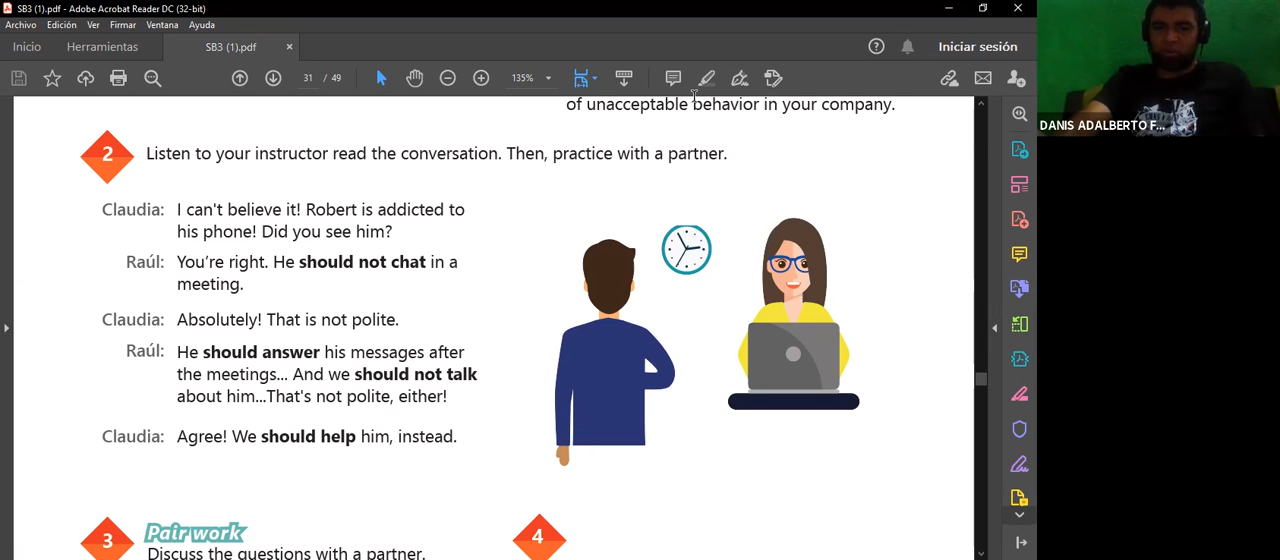 SB3 (1).pdf - Adobe Acrobat Reader DC (32-bit)
Archivo Edición Ver Firmar Ventana Ayuda
Inicio Herramientas SB3 (1).pdf × Iniciar sesión
31 / 49 135%
of unacceptable behavior in your company.
2 Listen to your instructor read the conversation. Then, practice with a partner.
Claudia: I can't believe it! Robert is addicted to
his phone! Did you see him?
Raúl: You're right. He should not chat in a
meeting.
Claudia: Absolutely! That is not polite.
Raúl: He should answer his messages after
the meetings... And we should not talk
about him...That's not polite, either!
Claudia: Agree! We should help him, instead.
3 Pair work
Discuss the questions with a partner.
4
DANIS ADALBERTO F...